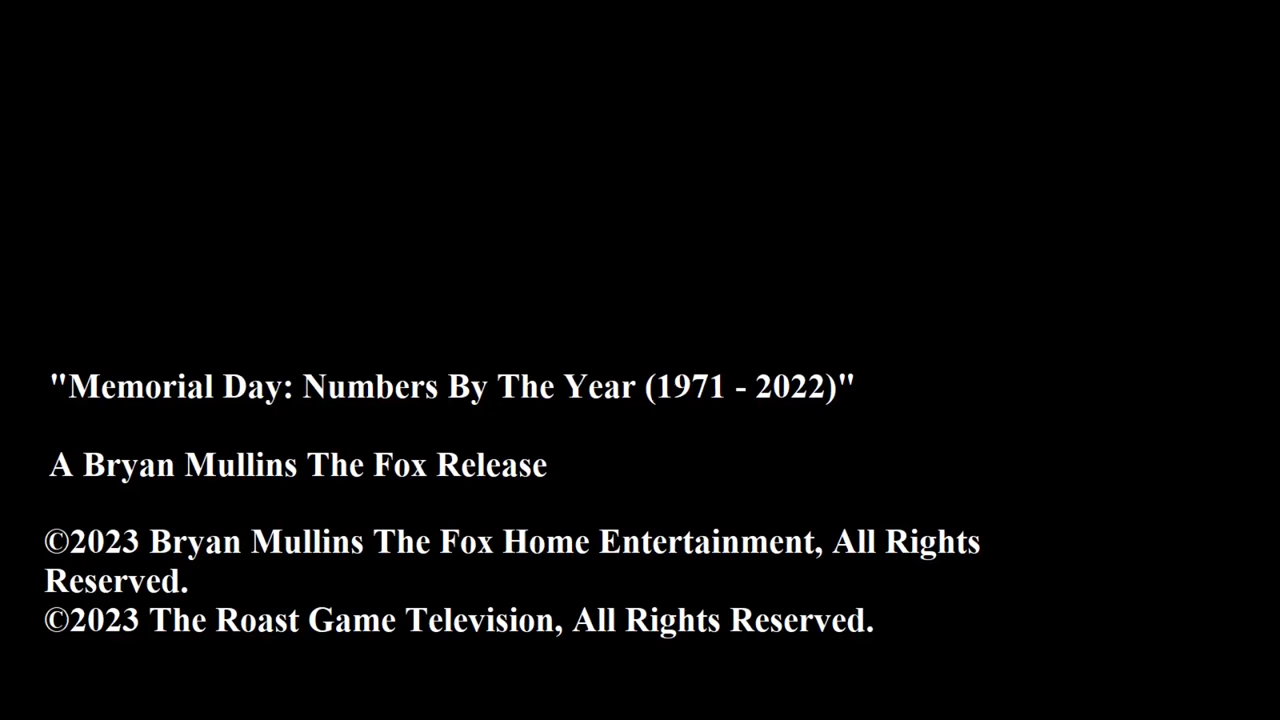 "Memorial Day: Numbers By The Year (1971 - 2022)"
A Bryan Mullins The Fox Release
©2023 Bryan Mullins The Fox Home Entertainment, All Rights
Reserved.
©2023 The Roast Game Television, All Rights Reserved.